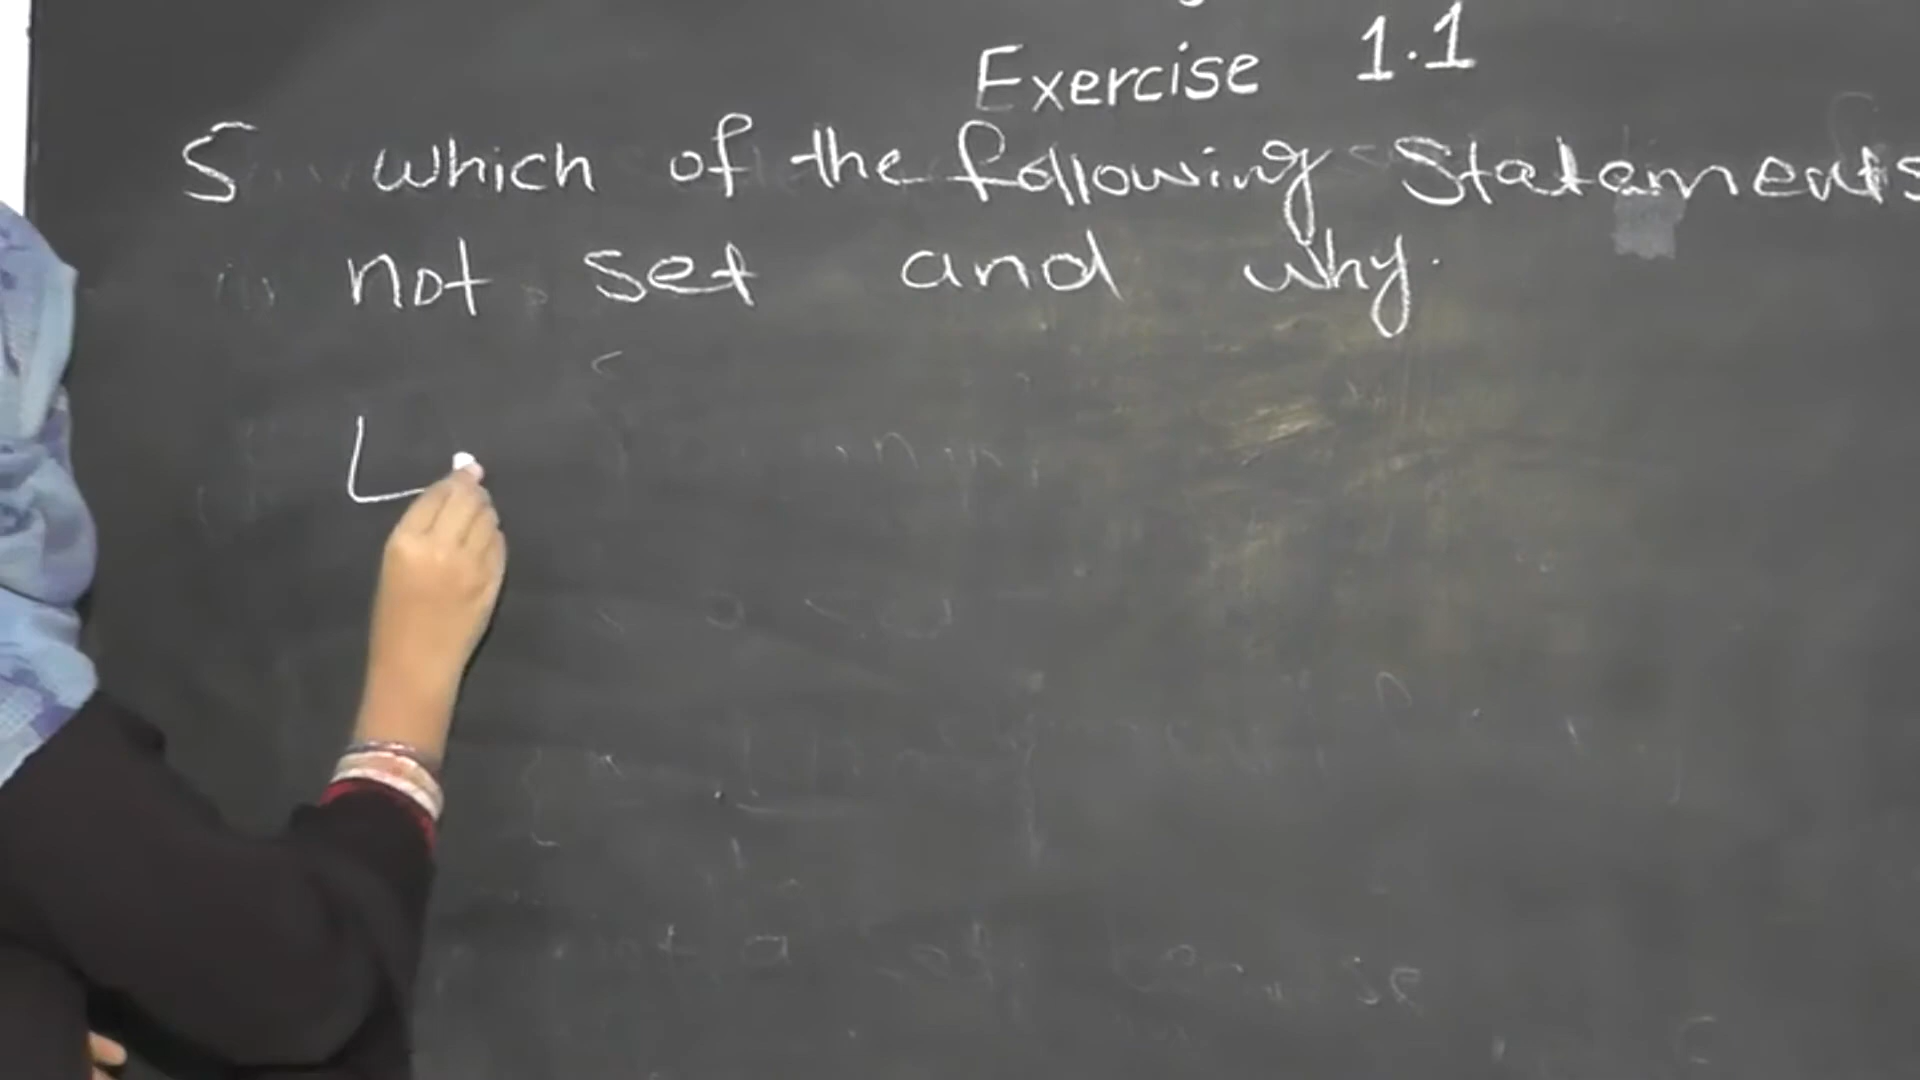 Exercise 1.1
5 which of the following Statements
not set and why.
L